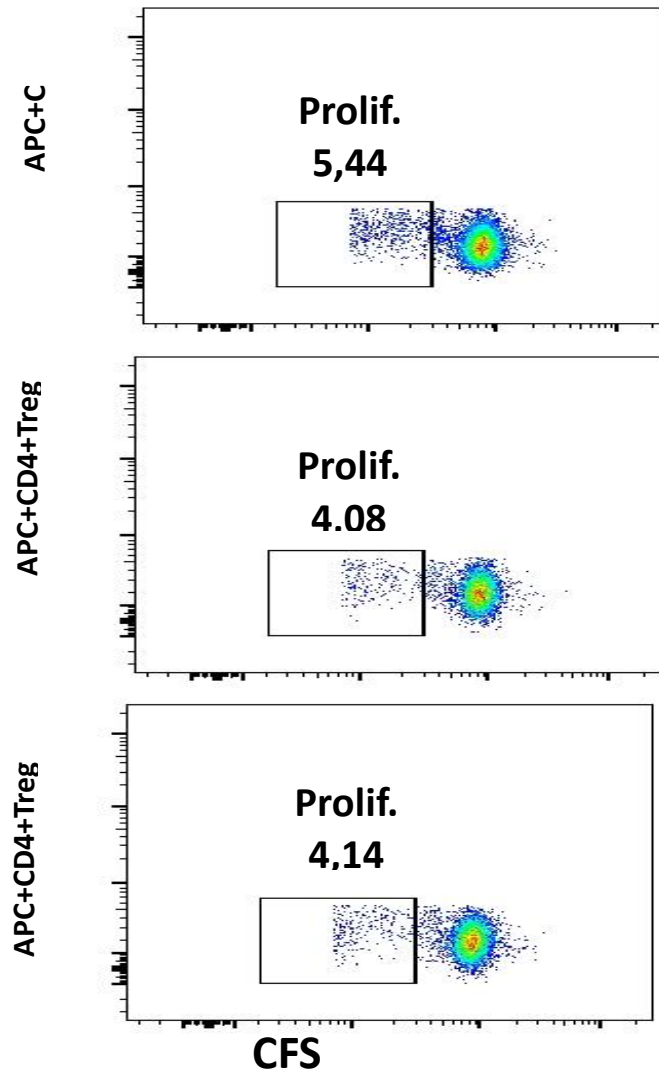 APC+C
Prolif.
5,44
APC+CD4+Treg
Prolif.
4.08
APC+CD4+Treg
Prolif.
4,14
CFS